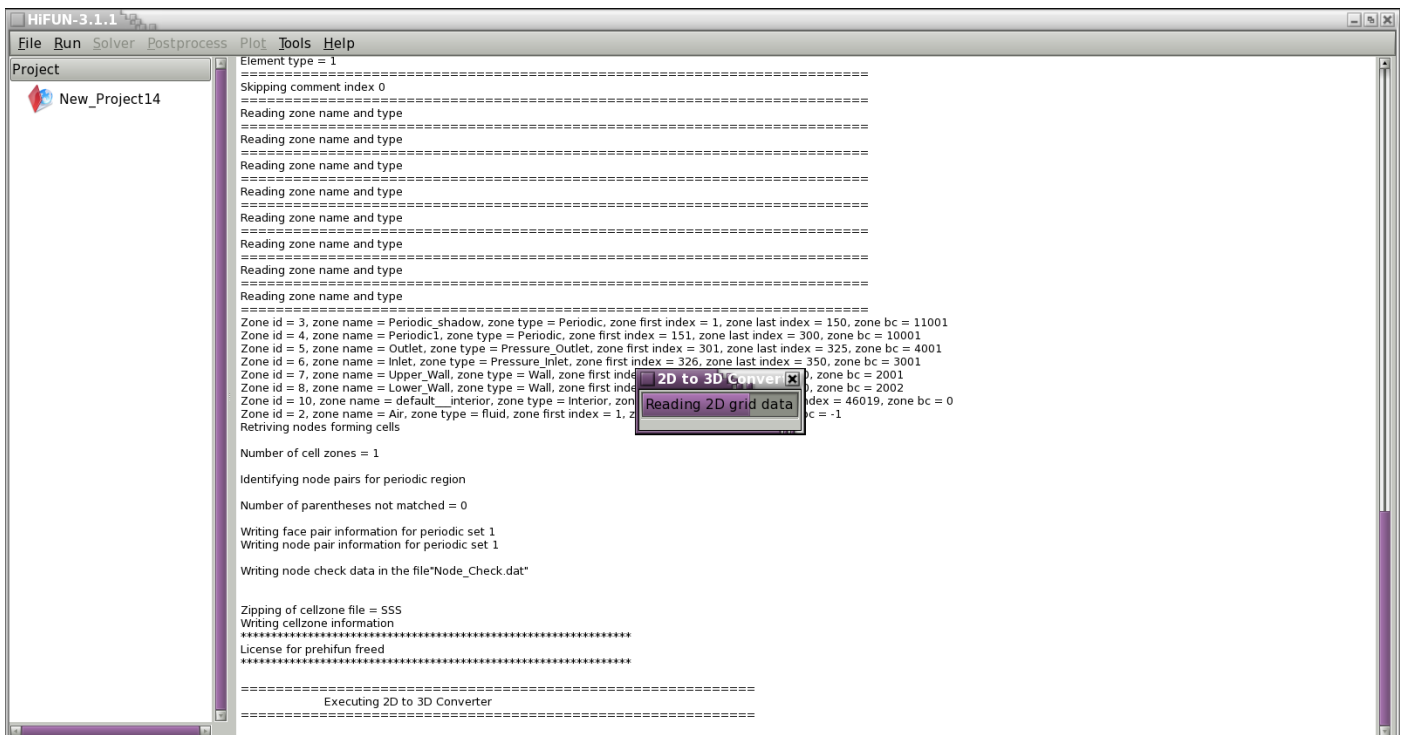 HiFUN-3.1.1
File Run Solver Postprocess Plot Tools Help
Project
New_Project14
Element type = 1
========================================================================
Skipping comment index 0
========================================================================
Reading zone name and type
========================================================================
Reading zone name and type
========================================================================
Reading zone name and type
========================================================================
Reading zone name and type
========================================================================
Reading zone name and type
========================================================================
Reading zone name and type
========================================================================
Reading zone name and type
========================================================================
Reading zone name and type
========================================================================
Zone id = 3, zone name = Periodic_shadow, zone type = Periodic, zone first index = 1, zone last index = 150, zone bc = 11001
Zone id = 4, zone name = Periodic1, zone type = Periodic, zone first index = 151, zone last index = 300, zone bc = 10001
Zone id = 5, zone name = Outlet, zone type = Pressure_Outlet, zone first index = 301, zone last index = 325, zone bc = 4001
Zone id = 6, zone name = Inlet, zone type = Pressure_Inlet, zone first index = 326, zone last index = 350, zone bc = 3001
Zone id = 7, zone name = Upper_Wall, zone type = Wall, zone first inde 0, zone bc = 2001
Zone id = 8, zone name = Lower_Wall, zone type = Wall, zone first inde 0, zone bc = 2002
Zone id = 10, zone name = default__interior, zone type = Interior, zon dex = 46019, zone bc = 0
Zone id = 2, zone name = Air, zone type = fluid, zone first index = 1, z bc = -1
2D to 3D Conver
Reading 2D grid data
Retriving nodes forming cells
Number of cell zones = 1
Identifying node pairs for periodic region
Number of parentheses not matched = 0
Writing face pair information for periodic set 1
Writing node pair information for periodic set 1
Writing node check data in the file"Node_Check.dat"
Zipping of cellzone file = SSS
Writing cellzone information
****************************************************************
License for prehifun freed
****************************************************************
===========================================================
Executing 2D to 3D Converter
===========================================================